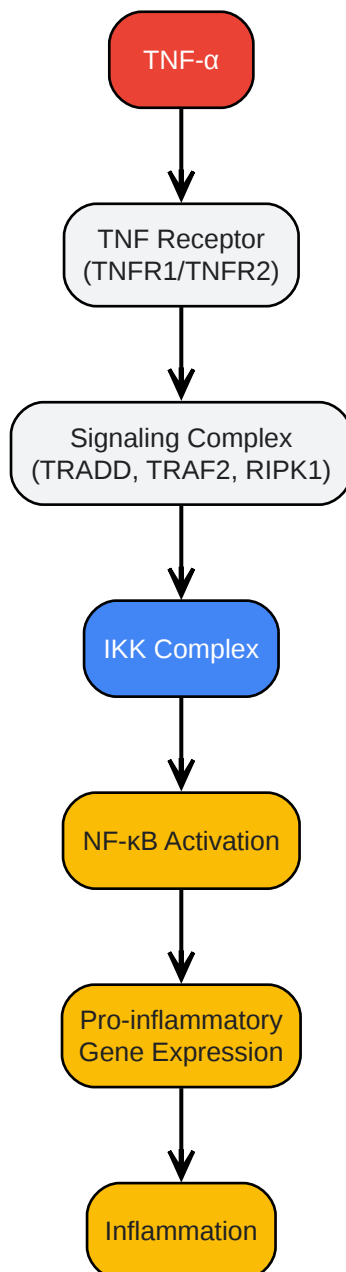 TNF-α
TNF Receptor
(TNFR1/TNFR2)
Signaling Complex
(TRADD, TRAF2, RIPK1)
IKK Complex
NF-κB Activation
Pro-inflammatory
Gene Expression
Inflammation